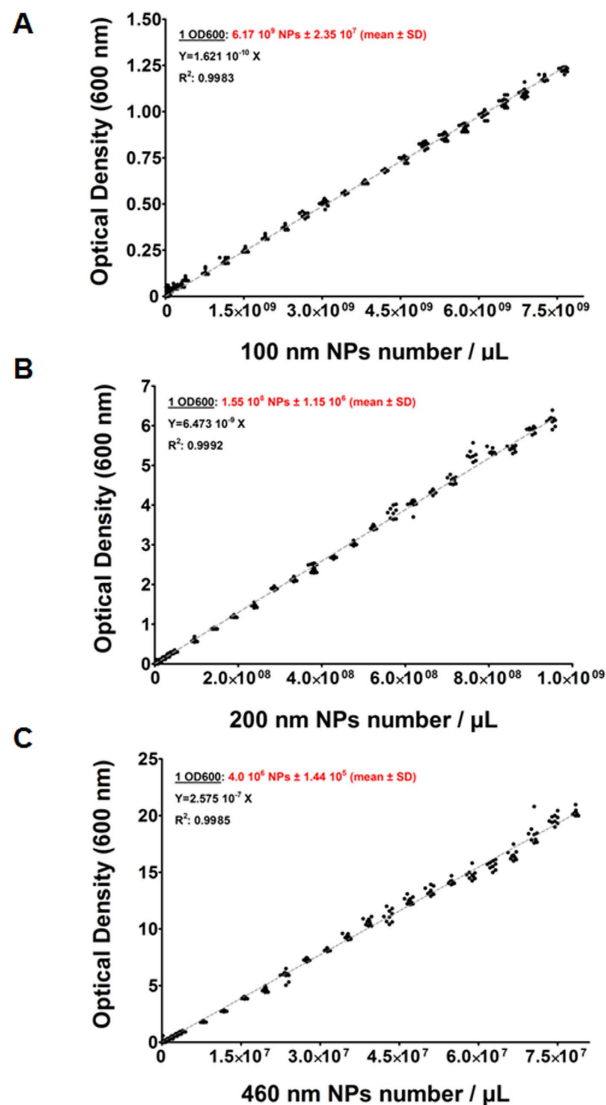 A
1 OD600: 6.17 10⁹ NPs ± 2.35 10⁷ (mean ± SD)
Y=1.621 10⁻¹⁰ X
R²: 0.9983
Optical Density (600 nm)
1.50
1.25
1.00
0.75
0.50
0.25
0
0 1.5×10⁰⁹ 3.0×10⁰⁹ 4.5×10⁰⁹ 6.0×10⁰⁹ 7.5×10⁰⁹
100 nm NPs number / µL
B
1 OD600: 1.55 10⁸ NPs ± 1.15 10⁶ (mean ± SD)
Y=6.473 10⁻⁹ X
R²: 0.9992
Optical Density (600 nm)
7
6
5
4
3
2
1
0
0 2.0×10⁰⁸ 4.0×10⁰⁸ 6.0×10⁰⁸ 8.0×10⁰⁸ 1.0×10⁰⁹
200 nm NPs number / µL
C
1 OD600: 4.0 10⁶ NPs ± 1.44 10⁵ (mean ± SD)
Y=2.575 10⁻⁷ X
R²: 0.9985
Optical Density (600 nm)
25
20
15
10
5
0
0 1.5×10⁷ 3.0×10⁷ 4.5×10⁷ 6.0×10⁷ 7.5×10⁷
460 nm NPs number / µL